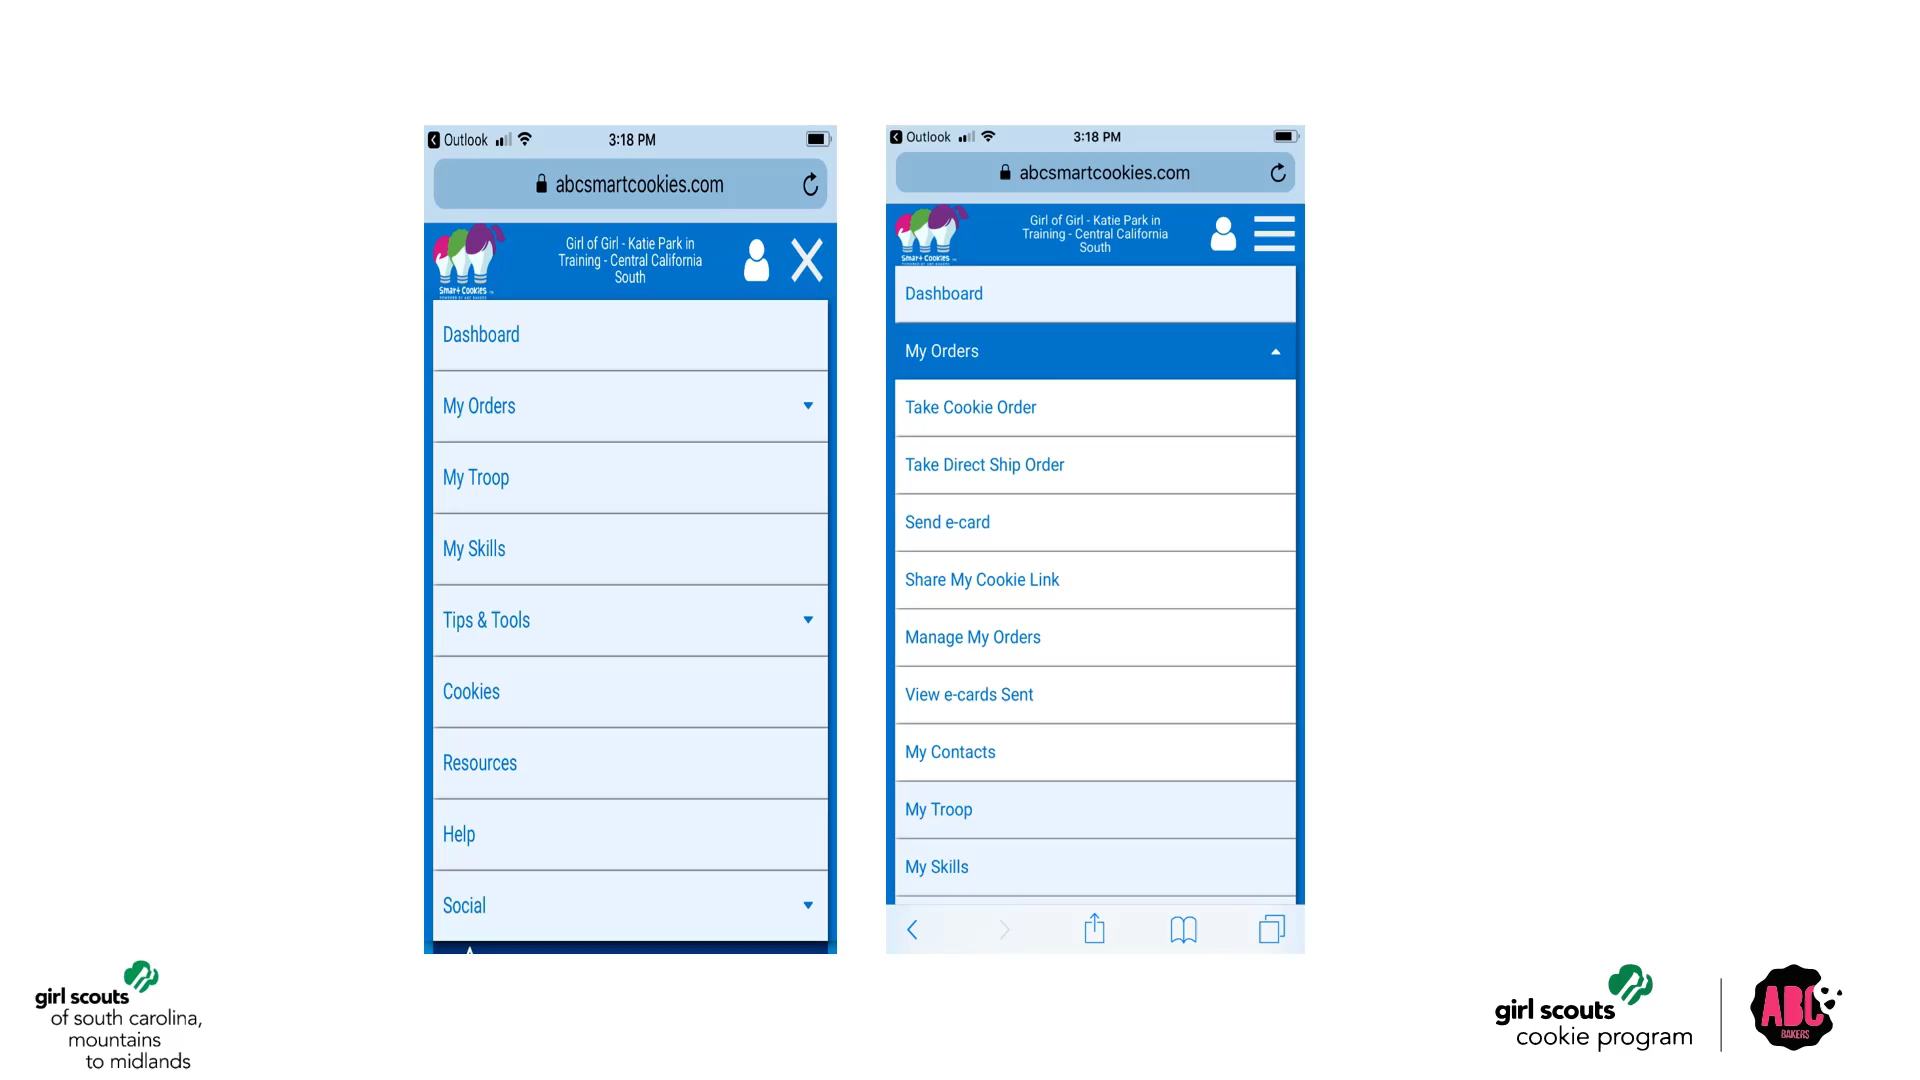 Outlook
3:18 PM
abcsmartcookies.com
Smart Cookies
Girl of Girl - Katie Park in
Training - Central California
South
Dashboard
My Orders
My Troop
My Skills
Tips & Tools
Cookies
Resources
Help
Social
Outlook
3:18 PM
abcsmartcookies.com
Smart Cookies
Girl of Girl - Katie Park in
Training - Central California
South
Dashboard
My Orders
Take Cookie Order
Take Direct Ship Order
Send e-card
Share My Cookie Link
Manage My Orders
View e-cards Sent
My Contacts
My Troop
My Skills
girl scouts
of south carolina,
mountains
to midlands
girl scouts
cookie program
ABC
BAKERS